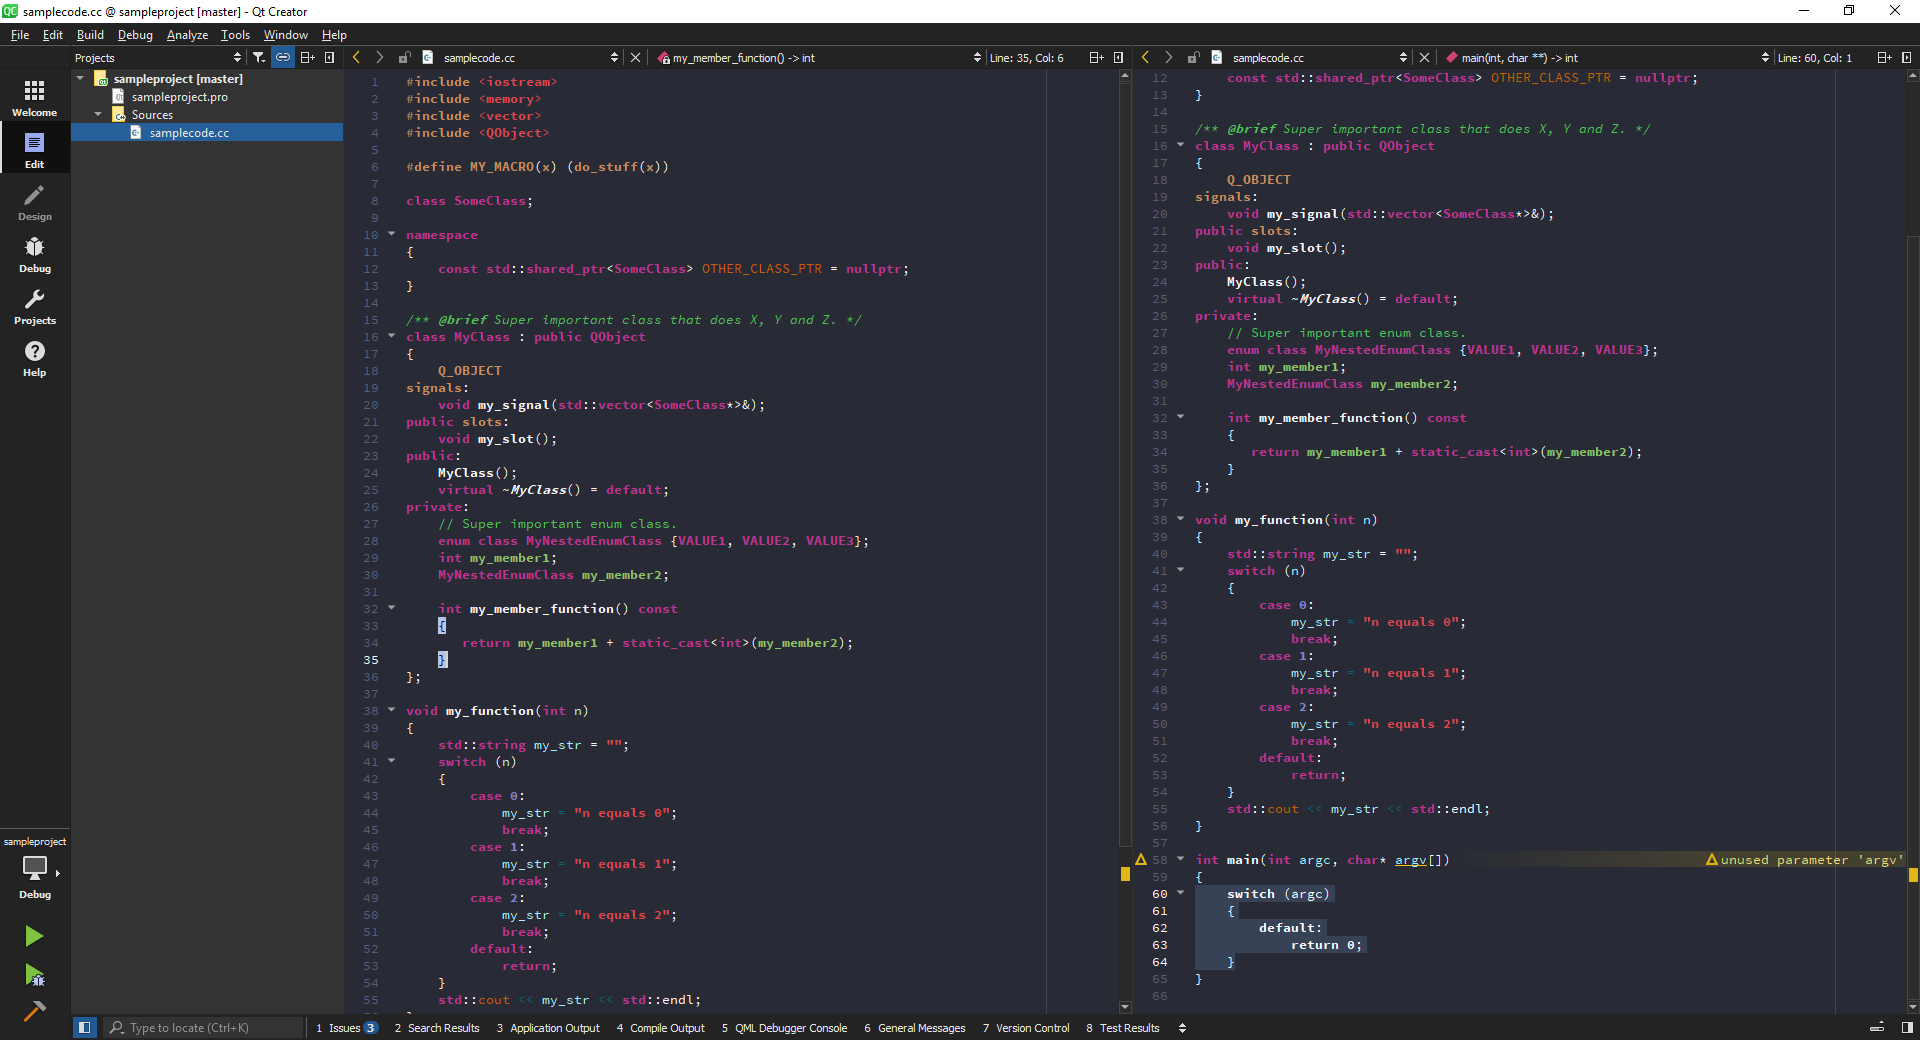 samplecode.cc @ sampleproject [master] - Qt Creator
File Edit Build Debug Analyze Tools Window Help
Projects
samplecode.cc
my_member_function() -> int
Line: 35, Col: 6
samplecode.cc
main(int, char **) -> int
Line: 60, Col: 1
Welcome
Edit
Design
Debug
Projects
Help
sampleproject
Debug
sampleproject [master]
sampleproject.pro
Sources
samplecode.cc
1 #include <iostream>
2 #include <memory>
3 #include <vector>
4 #include <QObject>
5
6 #define MY_MACRO(x) (do_stuff(x))
7
8 class SomeClass;
9
10 namespace
11 {
12     const std::shared_ptr<SomeClass> OTHER_CLASS_PTR = nullptr;
13 }
14
15 /** @brief Super important class that does X, Y and Z. */
16 class MyClass : public QObject
17 {
18     Q_OBJECT
19 signals:
20     void my_signal(std::vector<SomeClass*>&);
21 public slots:
22     void my_slot();
23 public:
24     MyClass();
25     virtual ~MyClass() = default;
26 private:
27     // Super important enum class.
28     enum class MyNestedEnumClass {VALUE1, VALUE2, VALUE3};
29     int my_member1;
30     MyNestedEnumClass my_member2;
31
32     int my_member_function() const
33     {
34        return my_member1 + static_cast<int>(my_member2);
35     }
36 };
37
38 void my_function(int n)
39 {
40     std::string my_str = "";
41     switch (n)
42     {
43         case 0:
44             my_str = "n equals 0";
45             break;
46         case 1:
47             my_str = "n equals 1";
48             break;
49         case 2:
50             my_str = "n equals 2";
51             break;
52         default:
53             return;
54     }
55     std::cout << my_str << std::endl;
12     const std::shared_ptr<SomeClass> OTHER_CLASS_PTR = nullptr;
13 }
14
15 /** @brief Super important class that does X, Y and Z. */
16 class MyClass : public QObject
17 {
18     Q_OBJECT
19 signals:
20     void my_signal(std::vector<SomeClass*>&);
21 public slots:
22     void my_slot();
23 public:
24     MyClass();
25     virtual ~MyClass() = default;
26 private:
27     // Super important enum class.
28     enum class MyNestedEnumClass {VALUE1, VALUE2, VALUE3};
29     int my_member1;
30     MyNestedEnumClass my_member2;
31
32     int my_member_function() const
33     {
34        return my_member1 + static_cast<int>(my_member2);
35     }
36 };
37
38 void my_function(int n)
39 {
40     std::string my_str = "";
41     switch (n)
42     {
43         case 0:
44             my_str = "n equals 0";
45             break;
46         case 1:
47             my_str = "n equals 1";
48             break;
49         case 2:
50             my_str = "n equals 2";
51             break;
52         default:
53             return;
54     }
55     std::cout << my_str << std::endl;
56 }
57
58 int main(int argc, char* argv[]) unused parameter 'argv'
59 {
60     switch (argc)
61     {
62         default:
63             return 0;
64     }
65 }
66
Type to locate (Ctrl+K)
1 Issues 3
2 Search Results
3 Application Output
4 Compile Output
5 QML Debugger Console
6 General Messages
7 Version Control
8 Test Results